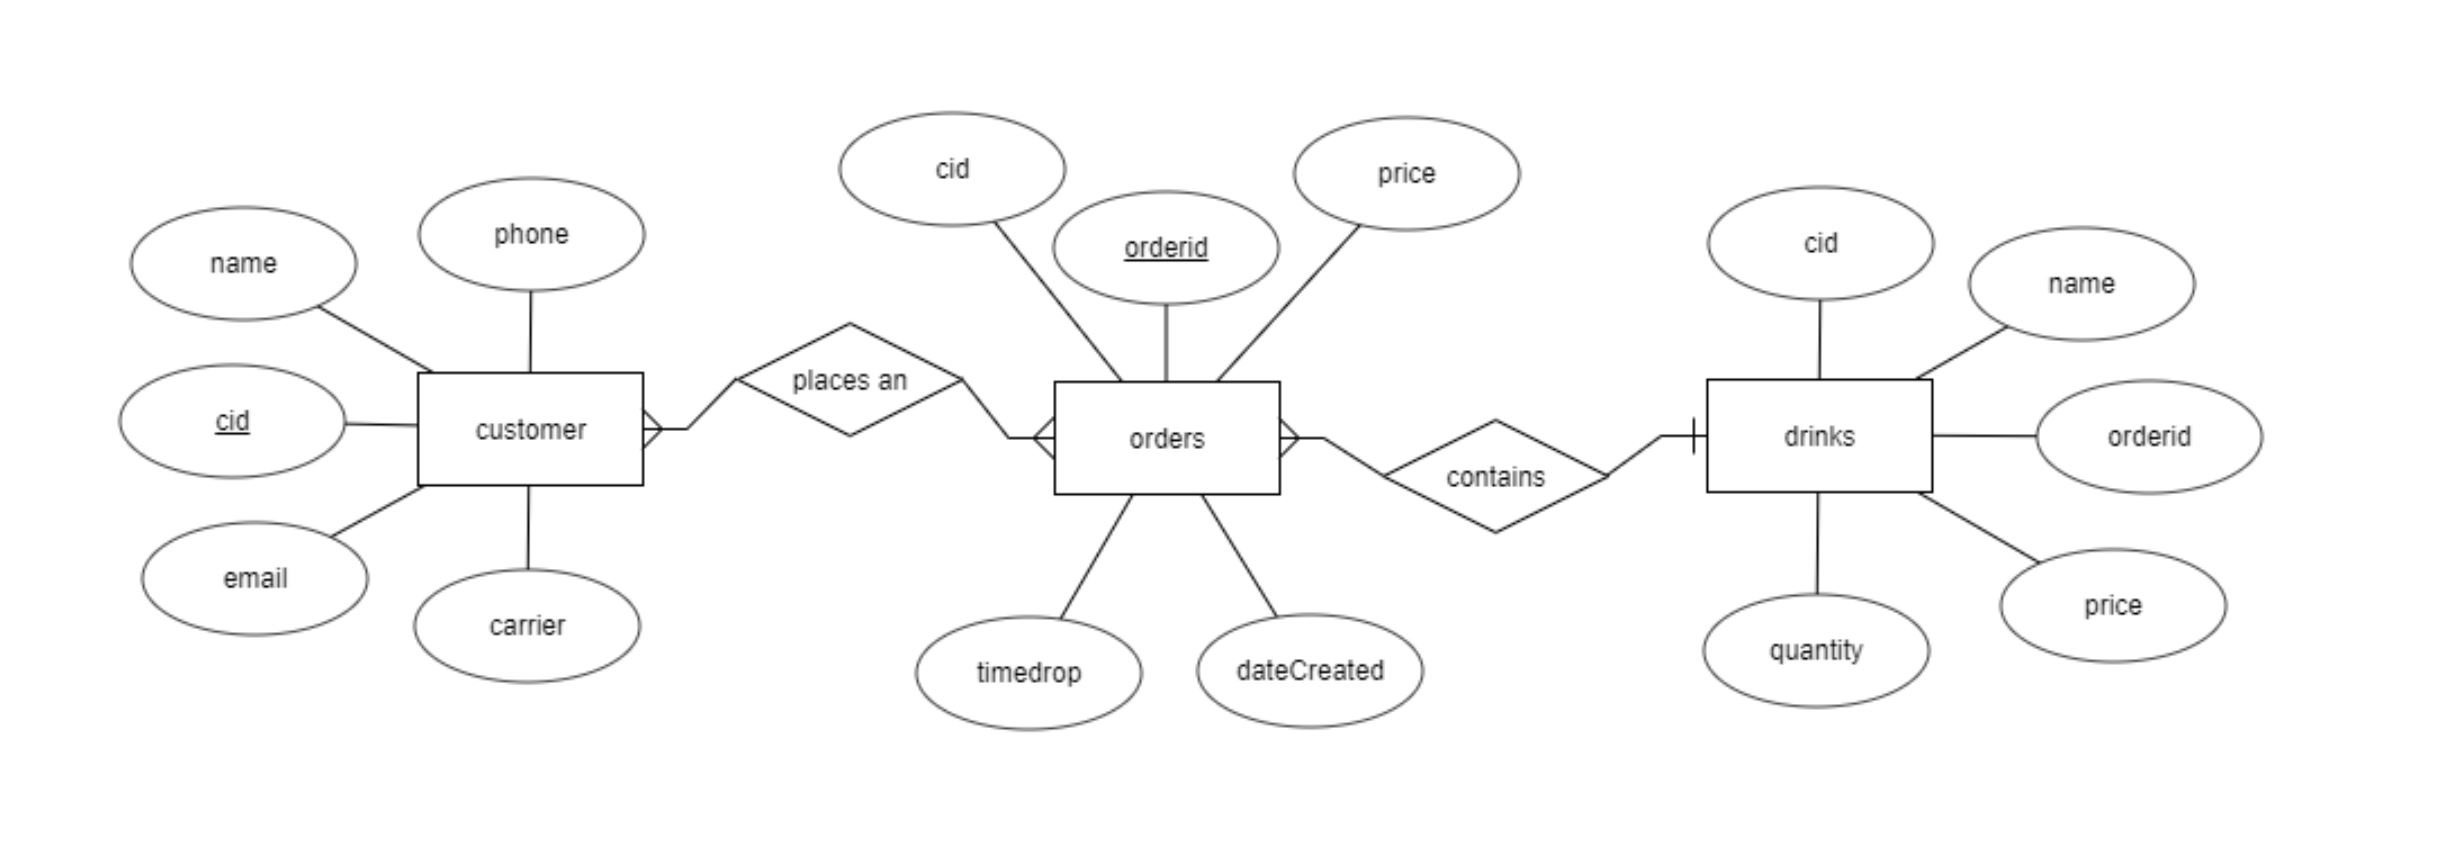 name
phone
cid
customer
email
carrier
places an
cid
orderid
price
orders
timedrop
dateCreated
contains
cid
name
drinks
orderid
price
quantity